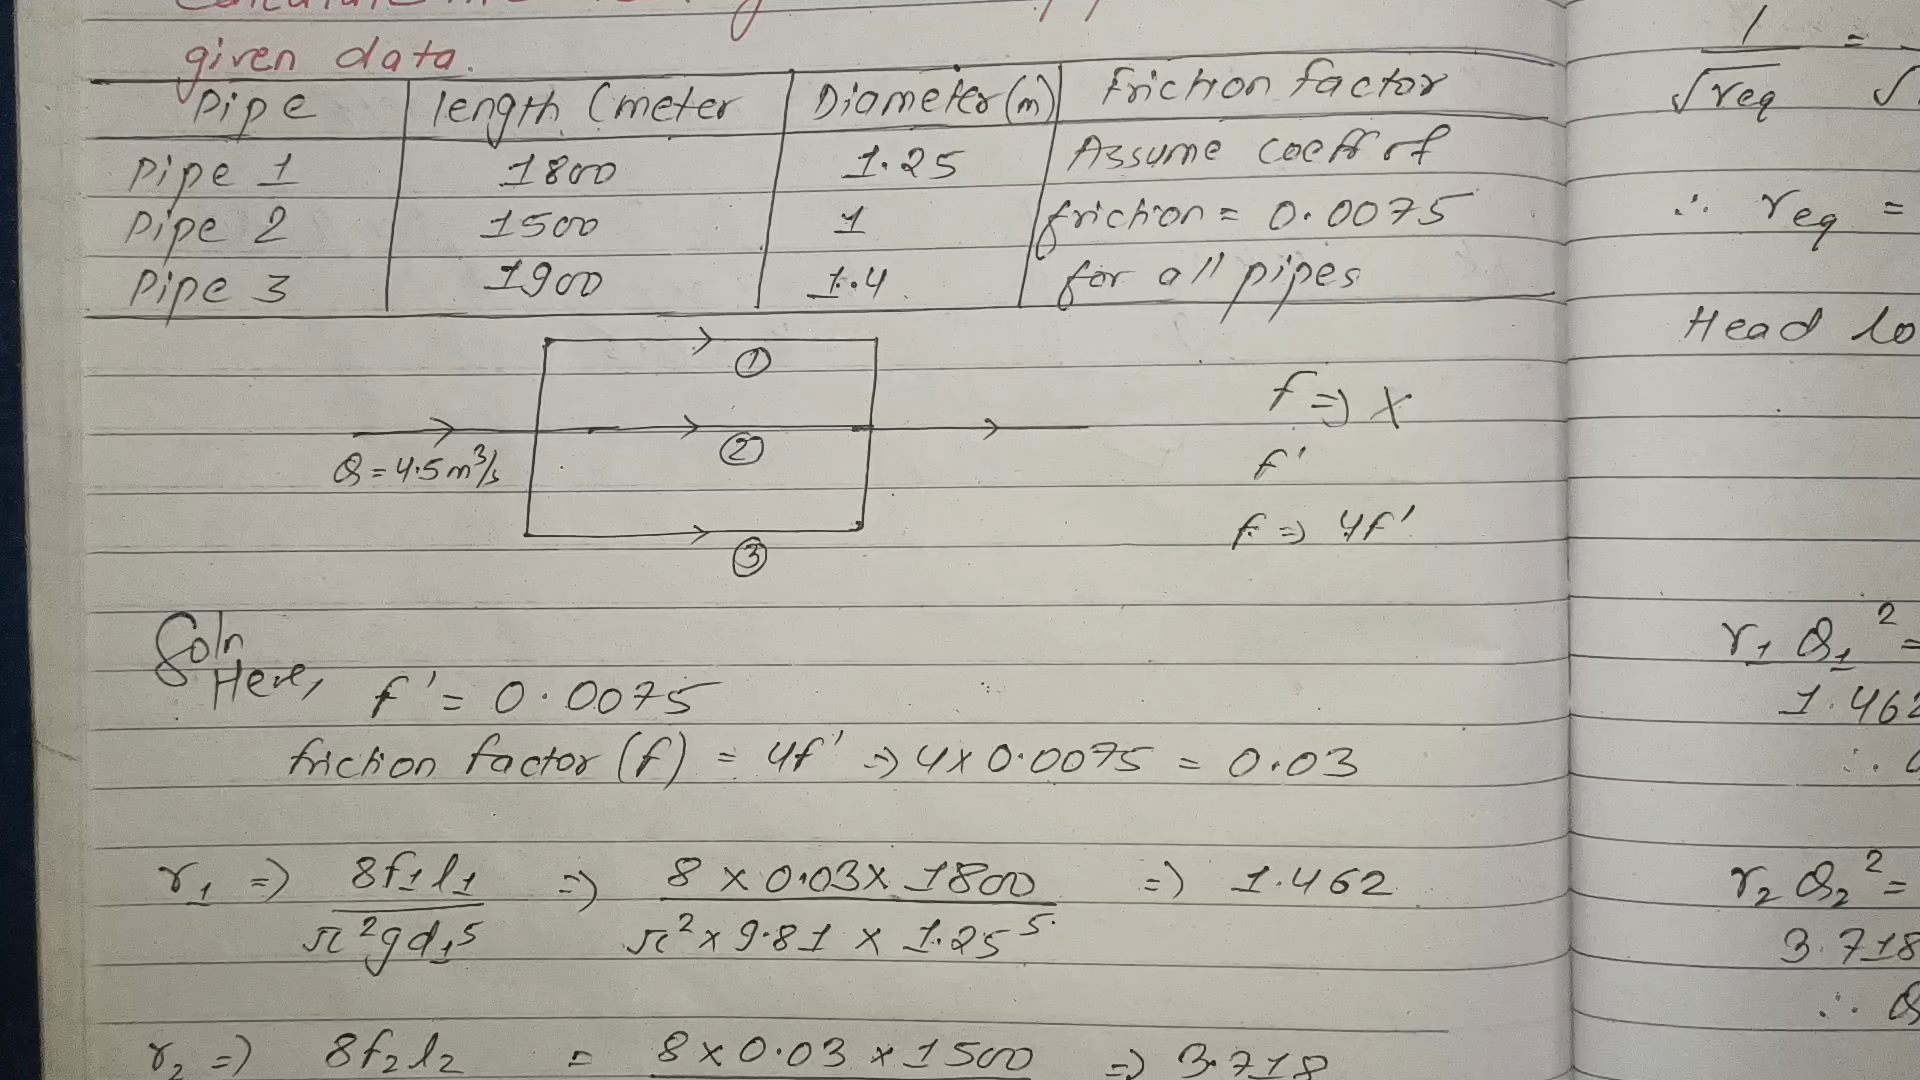 given data.
Pipe | length (meter | Diameter (m) | Friction factor
Pipe 1 | 1800 | 1.25 | Assume coeff of
Pipe 2 | 1500 | 1 | friction = 0.0075
Pipe 3 | 1900 | 1.4 | for all pipes
①
②
Q = 4.5 m³/s
③
f => X
f'
f => 4f'
Soln
Here, f' = 0.0075
friction factor (f) = 4f' => 4 x 0.0075 = 0.03
r₁ => 8f₁l₁ / π²gd₁⁵ => 8 x 0.03 x 1800 / π² x 9.81 x 1.25⁵ => 1.462
r₂ => 8f₂l₂ = 8 x 0.03 x 1500 => 3.718
1 / √req = √
∴ req =
Head lo
r₁ Q₁² =
1.462
∴
r₂ Q₂² =
3.718
∴ Q